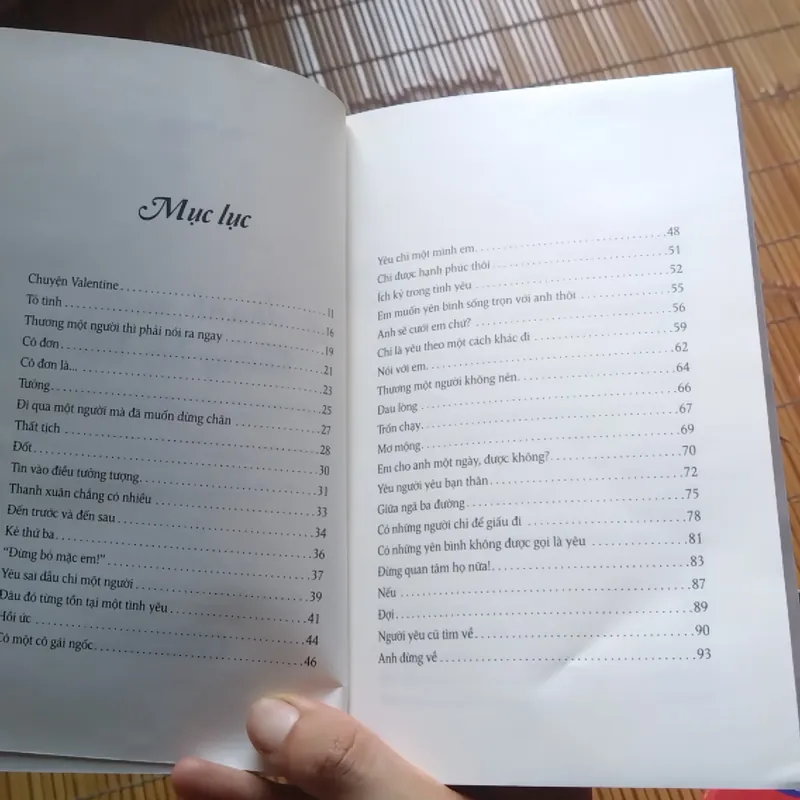 Mục lục
Chuyện Valentine ........ 11
Tỏ tình ........ 16
Thương một người thì phải nói ra ngay ........ 19
Cô đơn ........ 21
Cô đơn là... ........ 23
Tưởng ........ 25
Đi qua một người mà đã muốn dừng chân ........ 27
Thất tịch ........ 28
Đốt ........ 30
Tin vào điều tưởng tượng ........ 31
Thanh xuân chẳng có nhiều ........ 33
Đến trước và đến sau ........ 34
Kẻ thứ ba ........ 36
“Đừng bỏ mặc em!” ........ 37
Yêu sai dẫu chỉ một người ........ 39
Đâu đó từng tồn tại một tình yêu ........ 41
Hồi ức ........ 44
Có một cô gái ngốc ........ 46
Yêu chỉ một mình em ........ 48
Chỉ được hạnh phúc thôi ........ 51
Ích kỷ trong tình yêu ........ 52
Em muốn yên bình sống trọn với anh thôi ........ 55
Anh sẽ cưới em chứ? ........ 56
Chỉ là yêu theo một cách khác đi ........ 59
Nói với em ........ 62
Thương một người không nên ........ 64
Đau lòng ........ 66
Trốn chạy ........ 67
Mơ mộng ........ 69
Em cho anh một ngày, được không? ........ 70
Yêu người yêu bạn thân ........ 72
Giữa ngã ba đường ........ 75
Có những người chỉ để giấu đi ........ 78
Có những yên bình không được gọi là yêu ........ 81
Đừng quan tâm họ nữa! ........ 83
Nếu ........ 87
Đợi ........ 89
Người yêu cũ tìm về ........ 90
Anh đừng về ........ 93